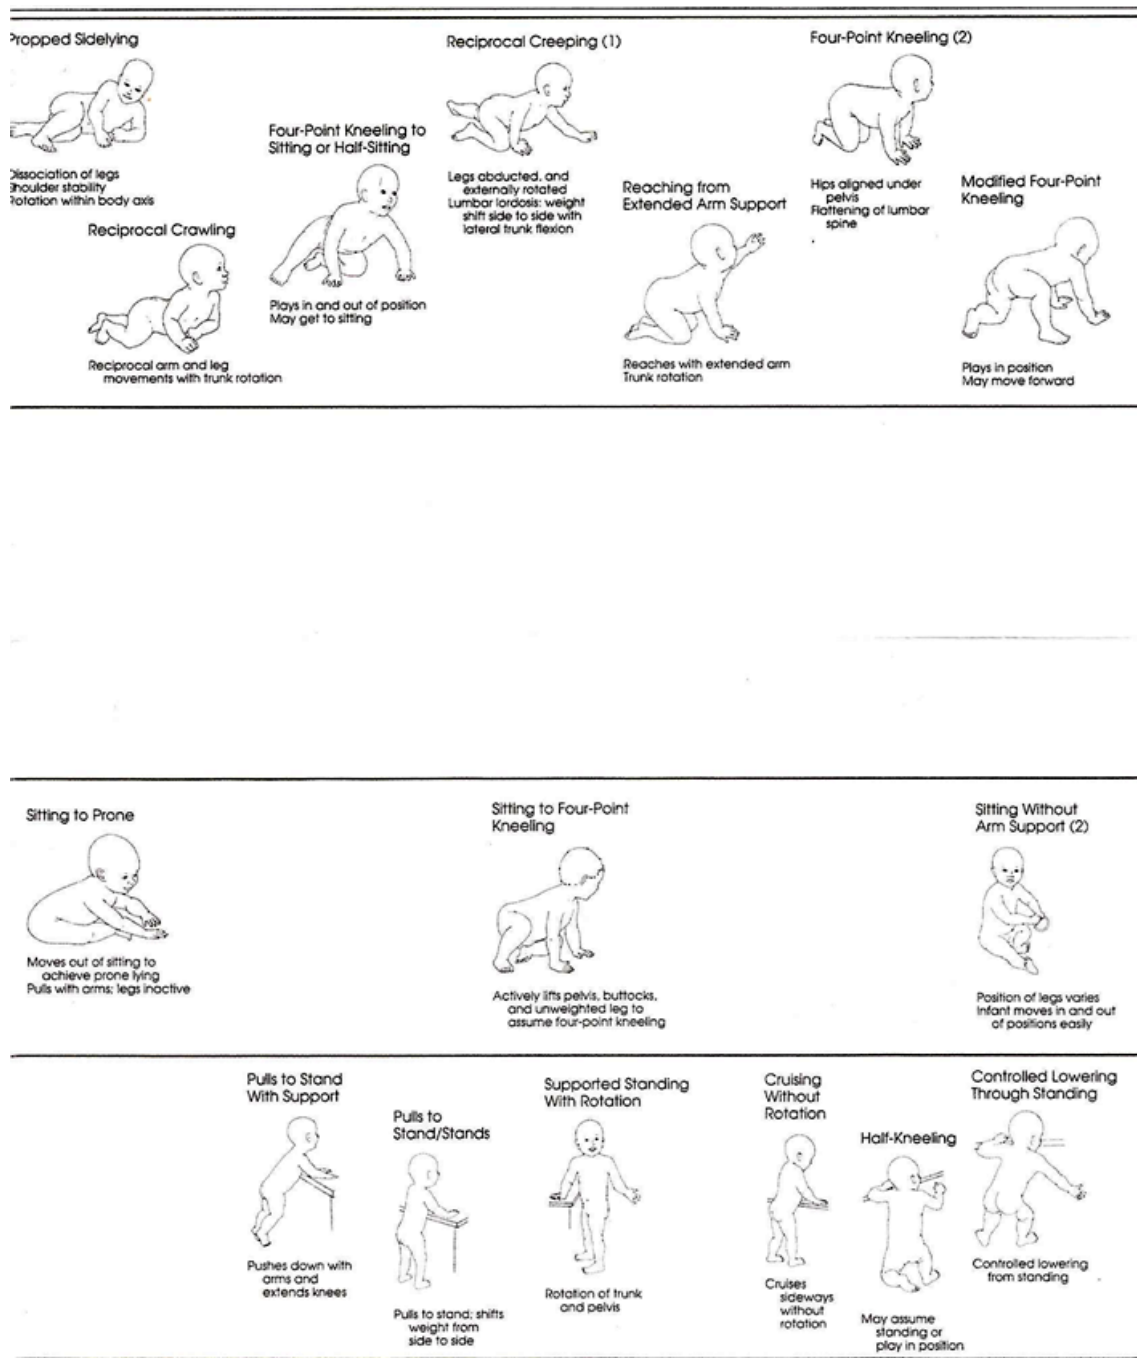 Propped Sidelying
Dissociation of legs
Shoulder stability
Rotation within body axis
Reciprocal Crawling
Reciprocal arm and leg
movements with trunk rotation
Four-Point Kneeling to
Sitting or Half-Sitting
Plays in and out of position
May get to sitting
Reciprocal Creeping (1)
Legs abducted, and
externally rotated
Lumbar lordosis: weight
shift side to side with
lateral trunk flexion
Reaching from
Extended Arm Support
Reaches with extended arm
Trunk rotation
Four-Point Kneeling (2)
Hips aligned under
pelvis
Flattening of lumbar
spine
Modified Four-Point
Kneeling
Plays in position
May move forward
Sitting to Prone
Moves out of sitting to
achieve prone lying
Pulls with arms; legs inactive
Sitting to Four-Point
Kneeling
Actively lifts pelvis, buttocks,
and unweighted leg to
assume four-point kneeling
Sitting Without
Arm Support (2)
Position of legs varies
Infant moves in and out
of positions easily
Pulls to Stand
With Support
Pushes down with
arms and
extends knees
Pulls to
Stand/Stands
Pulls to stand; shifts
weight from
side to side
Supported Standing
With Rotation
Rotation of trunk
and pelvis
Cruising
Without
Rotation
Cruises
sideways
without
rotation
Half-Kneeling
May assume
standing or
play in position
Controlled Lowering
Through Standing
Controlled lowering
from standing